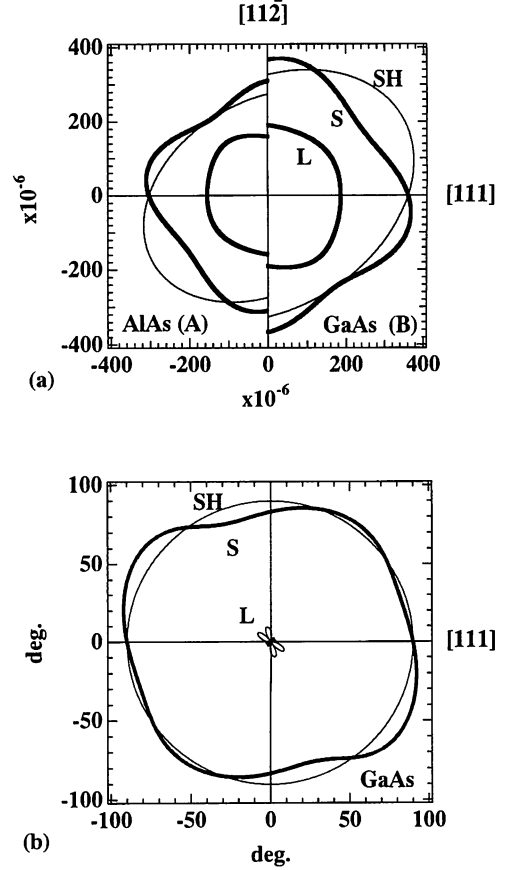 [112̄]
400
200
0
-200
-400
x10⁻⁶
SH
S
L
[111]
AlAs (A)
GaAs (B)
-400
-200
0
200
400
x10⁻⁶
(a)
100
50
0
-50
-100
deg.
SH
S
L
[111]
GaAs
-100
-50
0
50
100
deg.
(b)